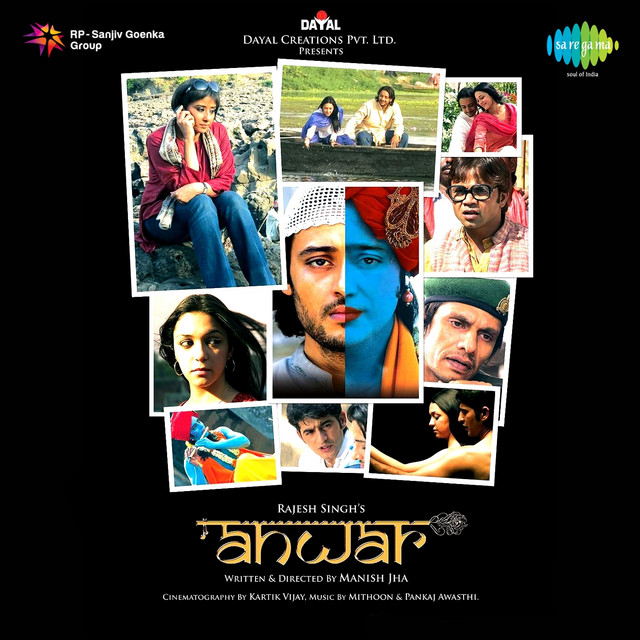 RP - Sanjiv Goenka
Group
DAYAL
DAYAL CREATIONS PVT. LTD.
PRESENTS
sa re ga ma
soul of India
RAJESH SINGH'S
anwar
WRITTEN & DIRECTED BY MANISH JHA
CINEMATOGRAPHY BY KARTIK VIJAY, MUSIC BY MITHOON & PANKAJ AWASTHI.